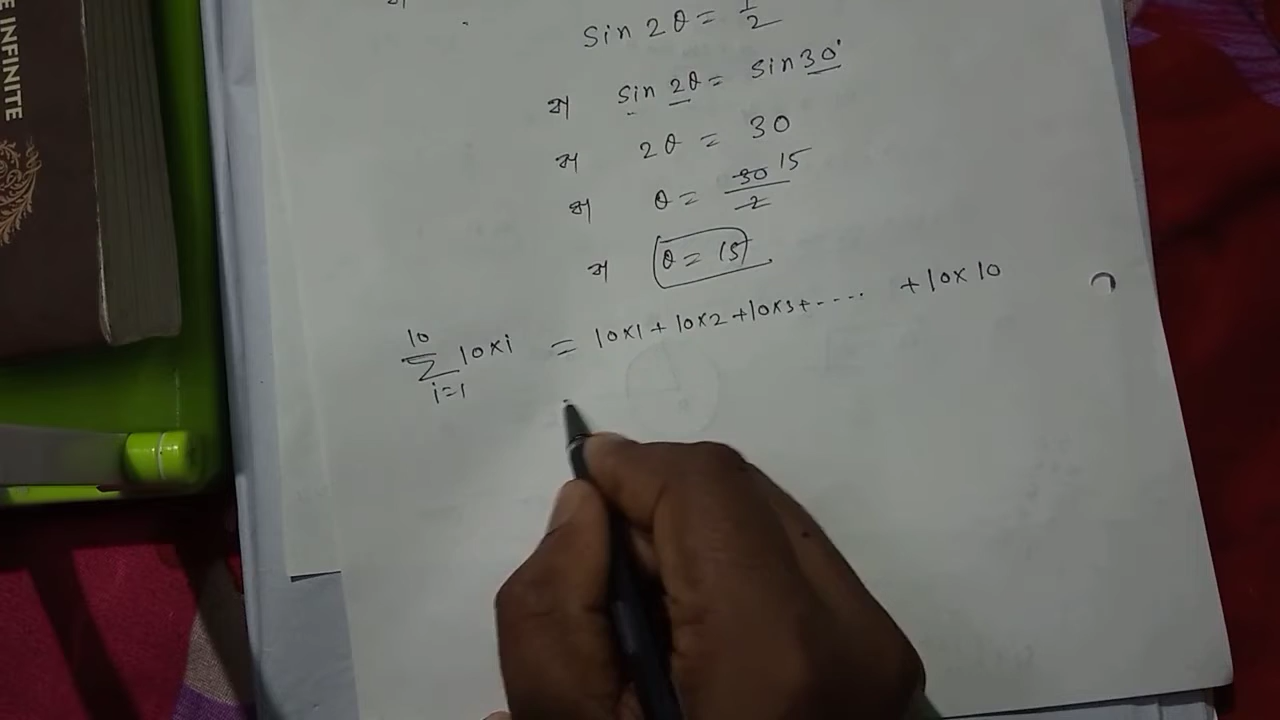 E INFINITE
sin 2θ = 1/2
বা sin 2θ = sin 30°
বা 2θ = 30
বা θ = 30/2 15
বা θ = 15
10
∑ 10×i = 10×1 + 10×2 + 10×3 + ..... + 10×10
i=1